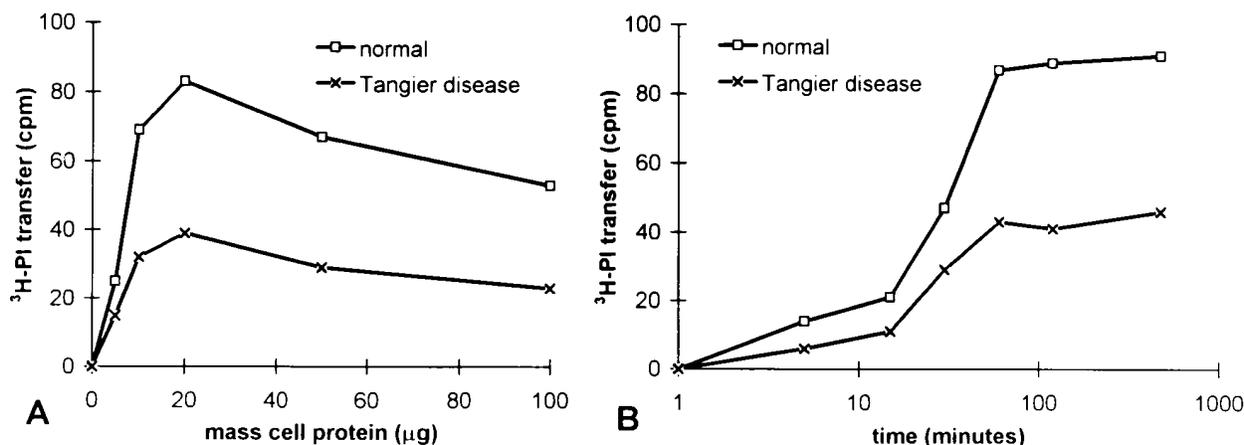 100
80
60
40
20
0
³H-PI transfer (cpm)
normal
Tangier disease
0 20 40 60 80 100
mass cell protein (µg)
A
100
80
60
40
20
0
³H-PI transfer (cpm)
normal
Tangier disease
1 10 100 1000
time (minutes)
B